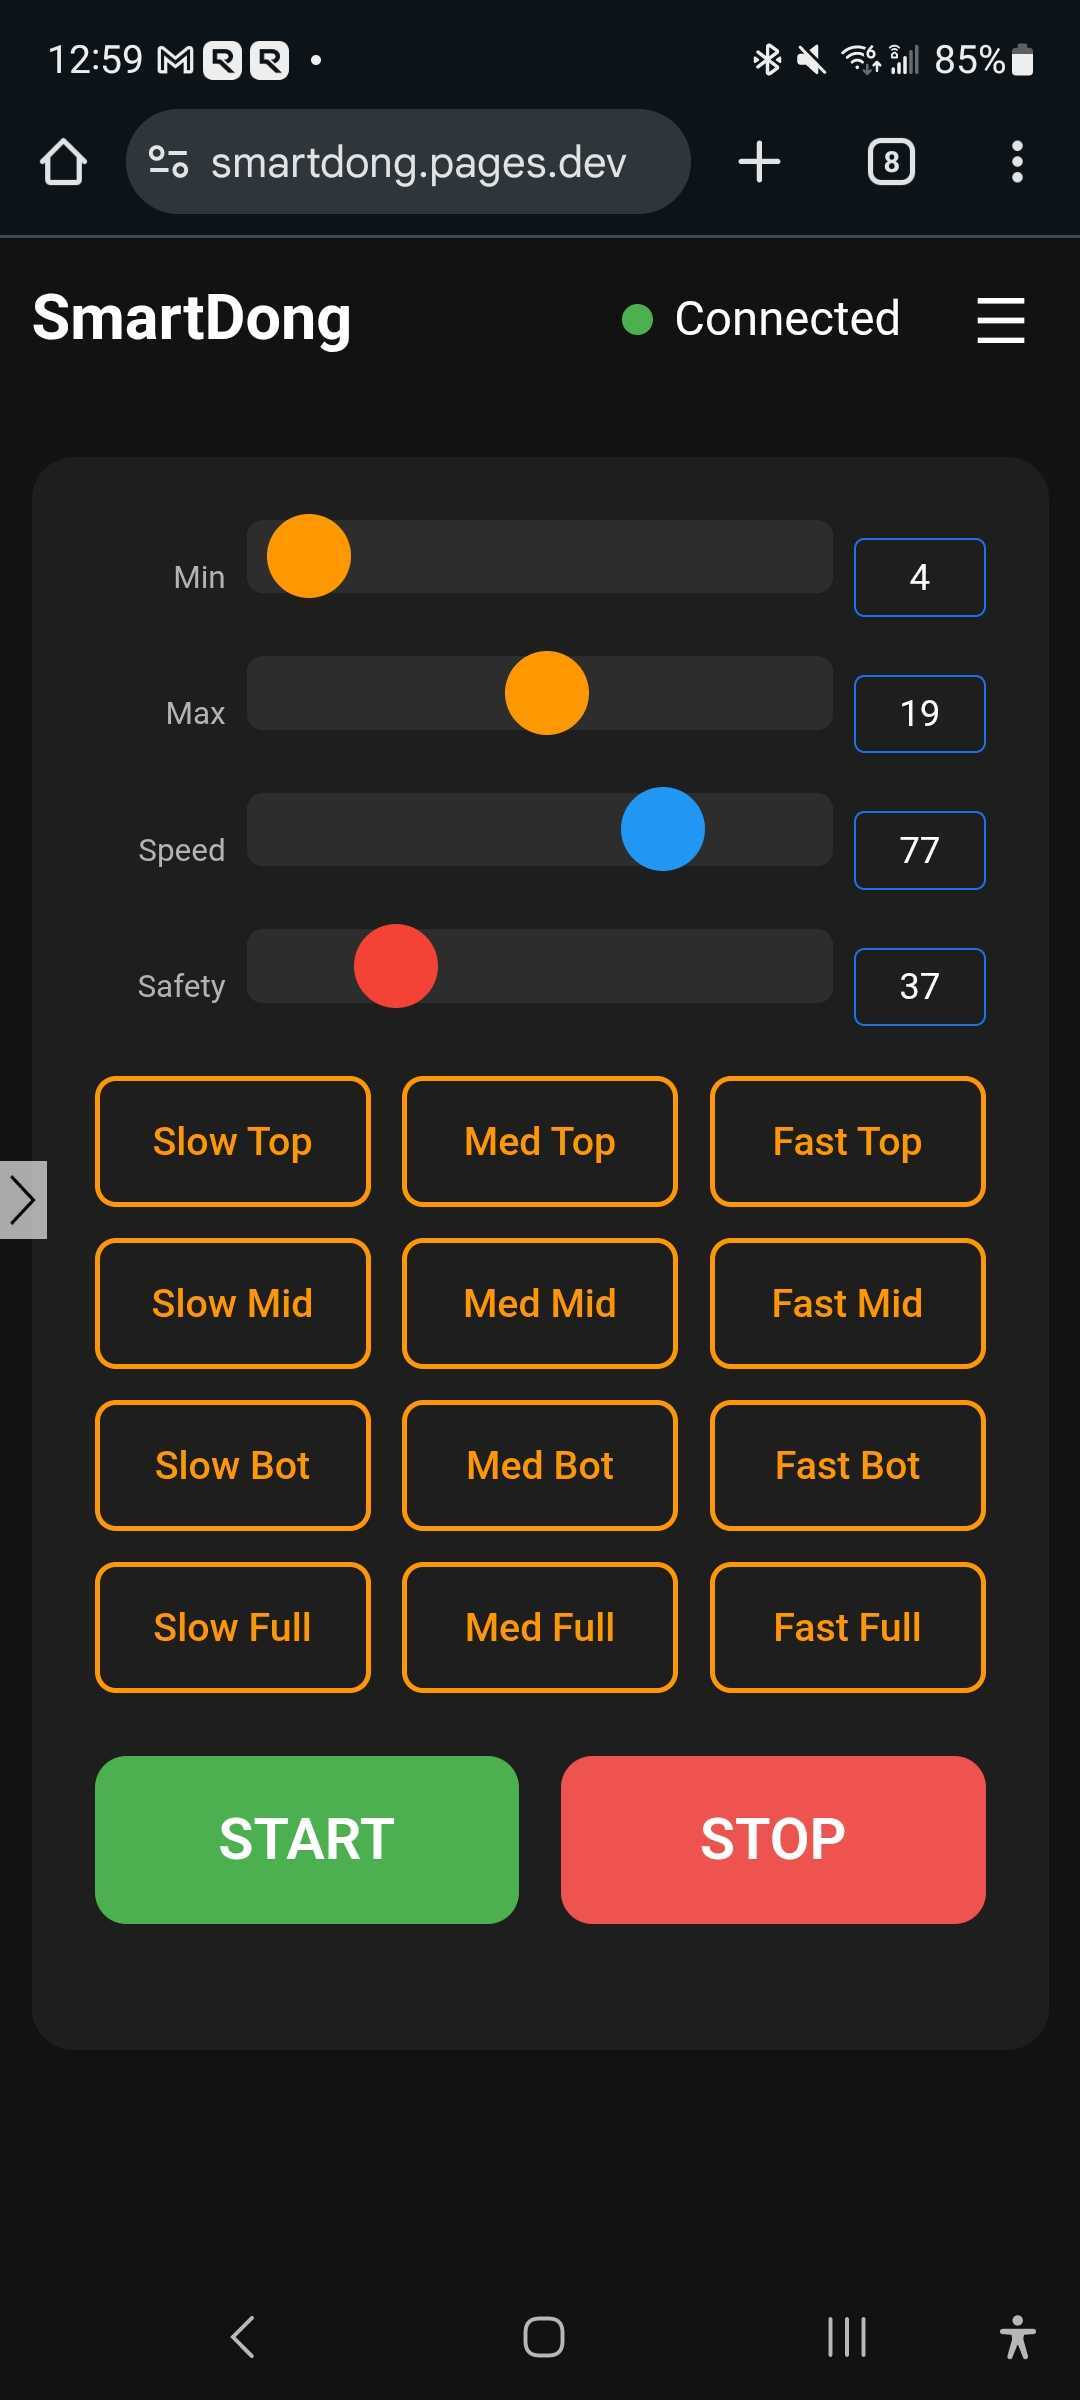 12:59
85%
smartdong.pages.dev
8
SmartDong
Connected
Min
4
Max
19
Speed
77
Safety
37
Slow Top
Med Top
Fast Top
Slow Mid
Med Mid
Fast Mid
Slow Bot
Med Bot
Fast Bot
Slow Full
Med Full
Fast Full
START
STOP